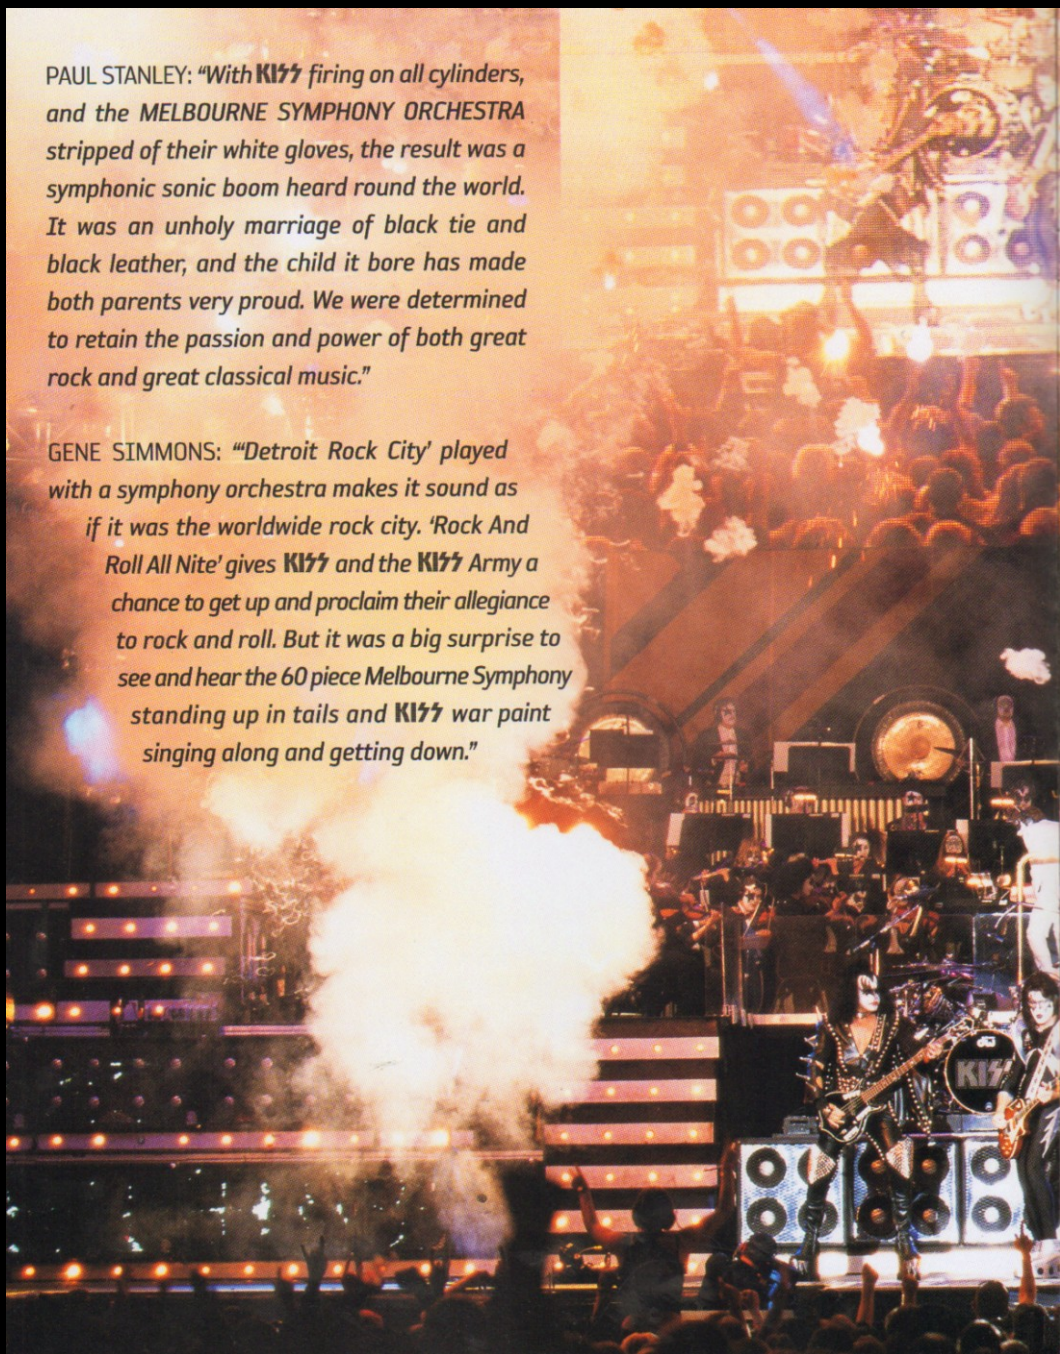 PAUL STANLEY: “With KISS firing on all cylinders,
and the MELBOURNE SYMPHONY ORCHESTRA
stripped of their white gloves, the result was a
symphonic sonic boom heard round the world.
It was an unholy marriage of black tie and
black leather, and the child it bore has made
both parents very proud. We were determined
to retain the passion and power of both great
rock and great classical music.”
GENE SIMMONS: “‘Detroit Rock City’ played
with a symphony orchestra makes it sound as
if it was the worldwide rock city. ‘Rock And
Roll All Nite’ gives KISS and the KISS Army a
chance to get up and proclaim their allegiance
to rock and roll. But it was a big surprise to
see and hear the 60 piece Melbourne Symphony
standing up in tails and KISS war paint
singing along and getting down.”
KISS